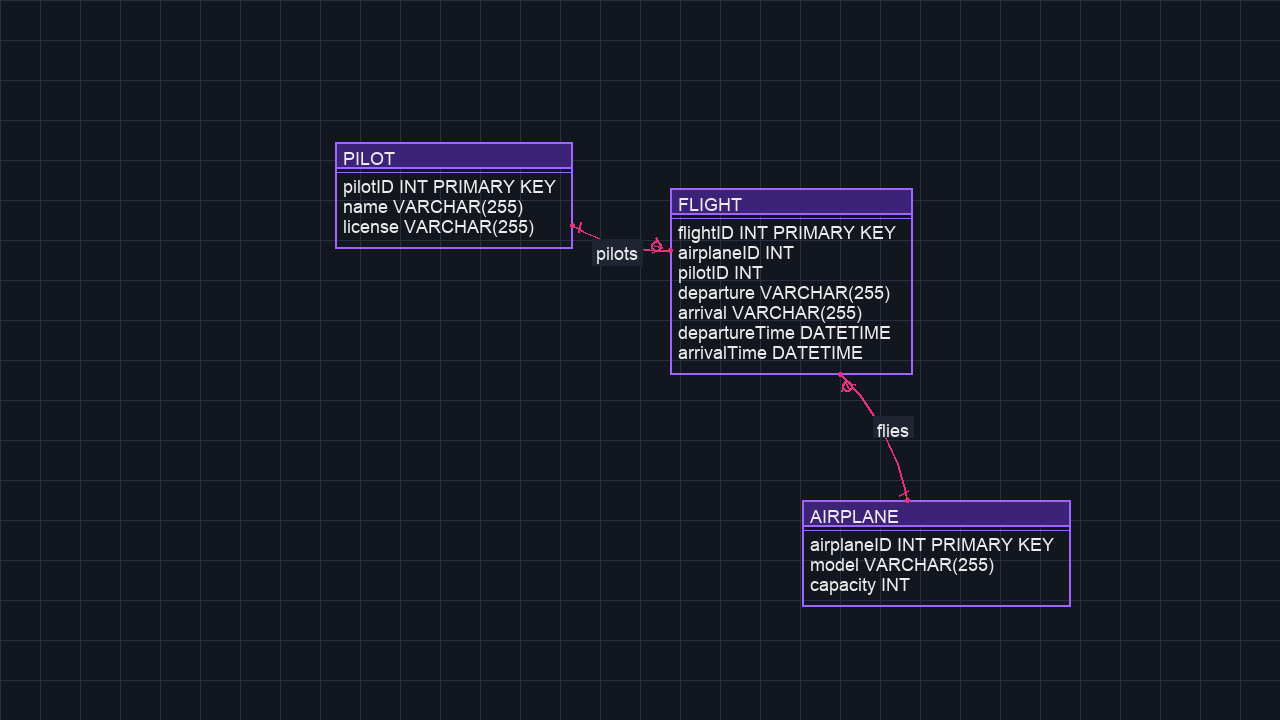 PILOT
pilotID INT PRIMARY KEY
name VARCHAR(255)
license VARCHAR(255)
pilots
FLIGHT
flightID INT PRIMARY KEY
airplaneID INT
pilotID INT
departure VARCHAR(255)
arrival VARCHAR(255)
departureTime DATETIME
arrivalTime DATETIME
flies
AIRPLANE
airplaneID INT PRIMARY KEY
model VARCHAR(255)
capacity INT